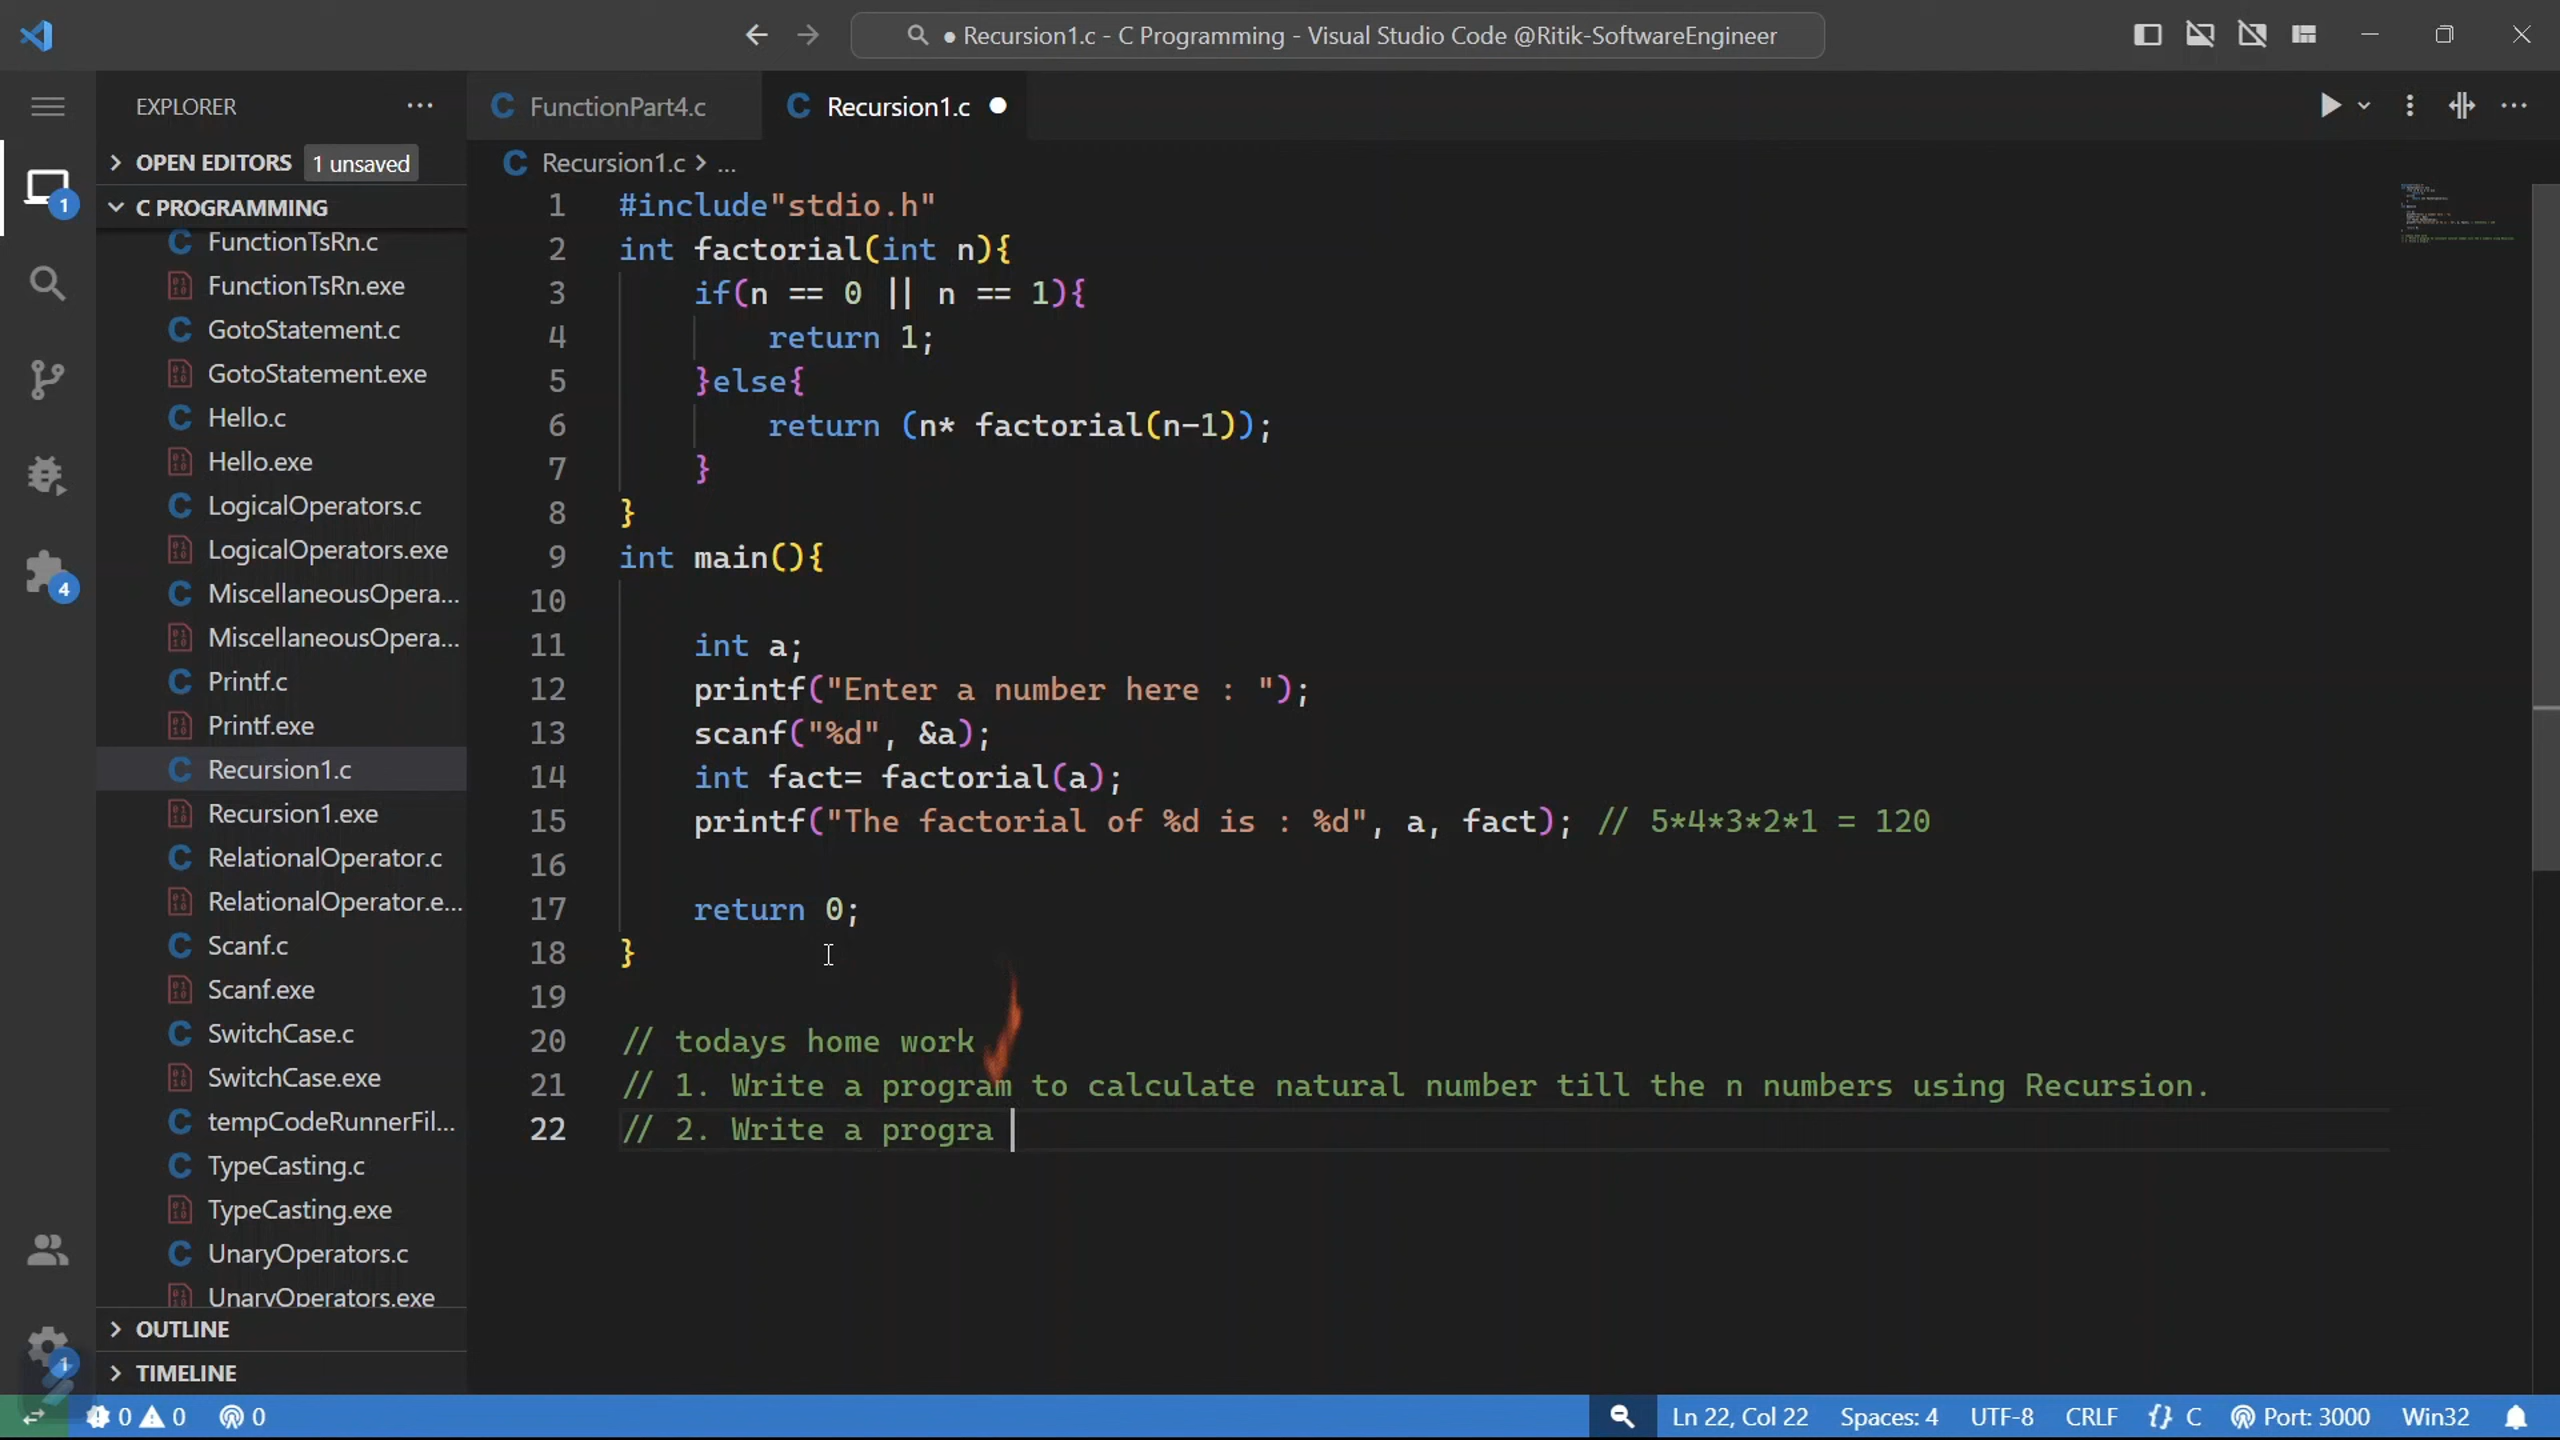 ● Recursion1.c - C Programming - Visual Studio Code @Ritik-SoftwareEngineer
EXPLORER
OPEN EDITORS 1 unsaved
C PROGRAMMING
FunctionTsRn.c
FunctionTsRn.exe
GotoStatement.c
GotoStatement.exe
Hello.c
Hello.exe
LogicalOperators.c
LogicalOperators.exe
MiscellaneousOpera...
MiscellaneousOpera...
Printf.c
Printf.exe
Recursion1.c
Recursion1.exe
RelationalOperator.c
RelationalOperator.e...
Scanf.c
Scanf.exe
SwitchCase.c
SwitchCase.exe
tempCodeRunnerFil...
TypeCasting.c
TypeCasting.exe
UnaryOperators.c
UnaryOperators.exe
OUTLINE
TIMELINE
1
4
1
FunctionPart4.c
Recursion1.c
Recursion1.c > ...
1 #include"stdio.h"
2 int factorial(int n){
3 if(n == 0 || n == 1){
4 return 1;
5 }else{
6 return (n* factorial(n-1));
7 }
8 }
9 int main(){
10
11 int a;
12 printf("Enter a number here : ");
13 scanf("%d", &a);
14 int fact= factorial(a);
15 printf("The factorial of %d is : %d", a, fact); // 5*4*3*2*1 = 120
16
17 return 0;
18 }
19
20 // todays home work
21 // 1. Write a program to calculate natural number till the n numbers using Recursion.
22 // 2. Write a progra
0 0 0
Ln 22, Col 22 Spaces: 4 UTF-8 CRLF {} C Port: 3000 Win32